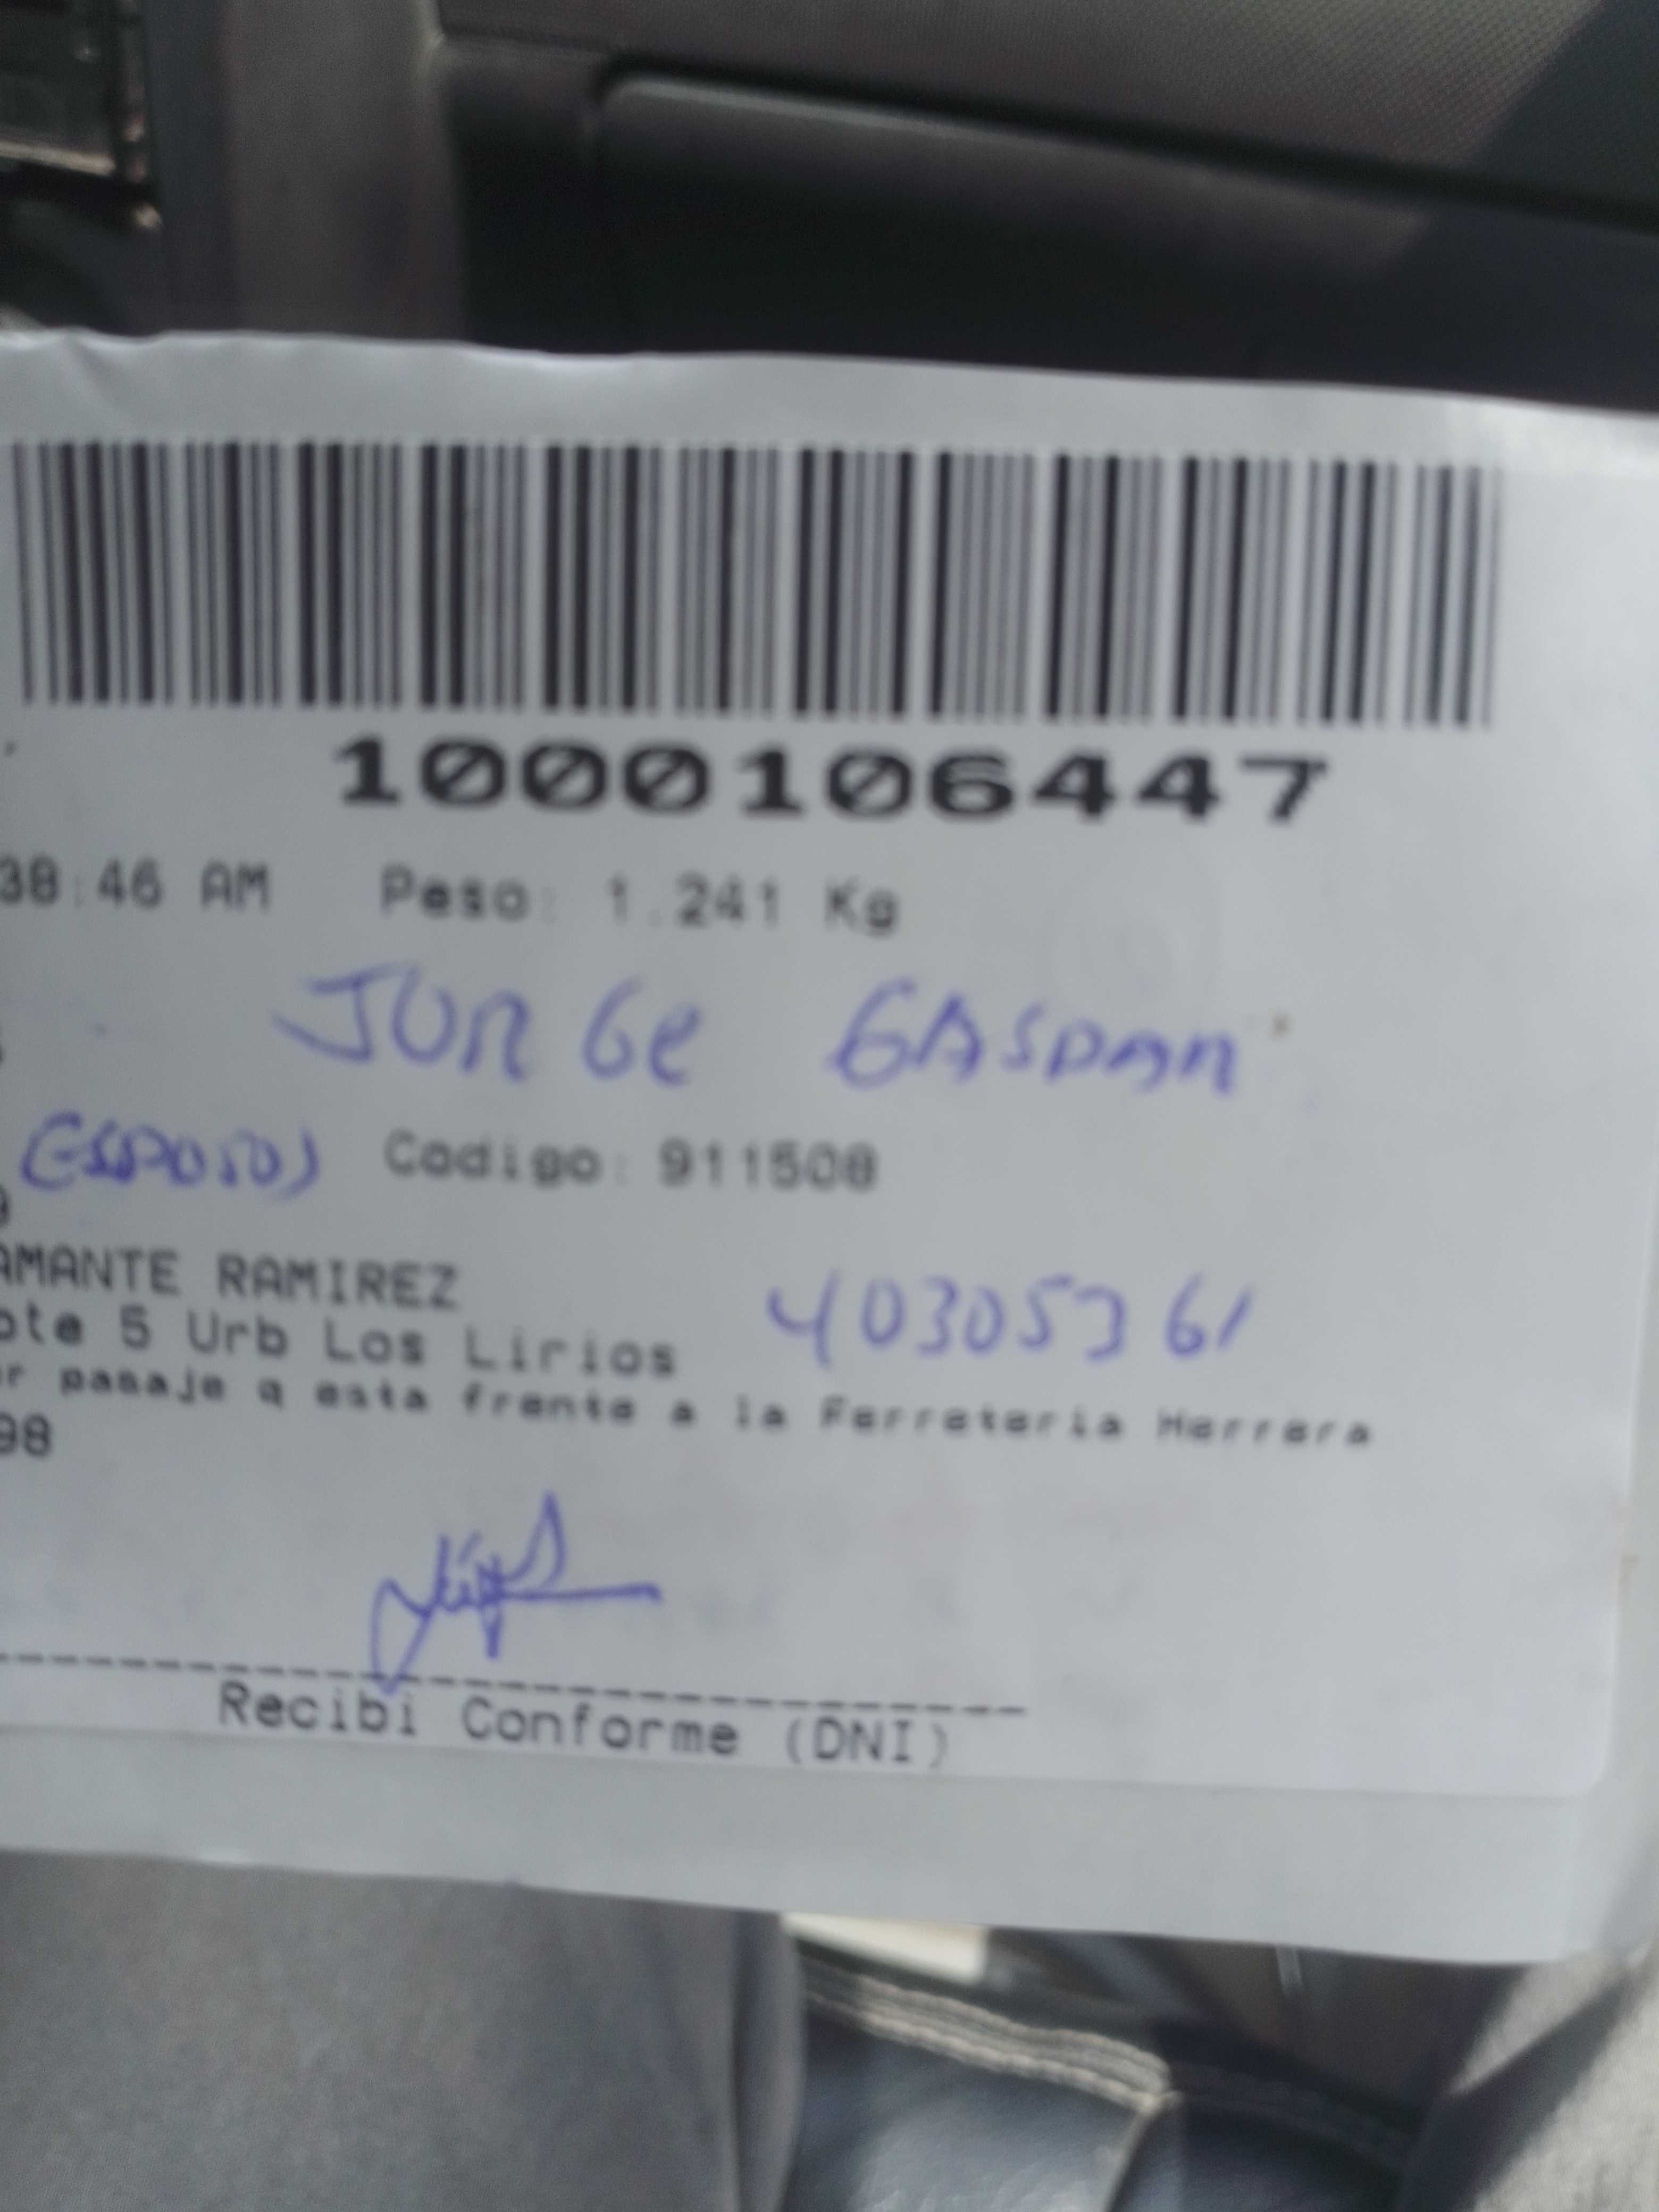 1000106447
38:46 AM Peso: 1.241 Kg
JORGE GASPAR
(ESPOSO) Codigo: 911508
AMANTE RAMIREZ
ote 5 Urb Los Lirios 40305361
r pasaje q esta frente a la Ferreteria Herrera
98
Recibi Conforme (DNI)